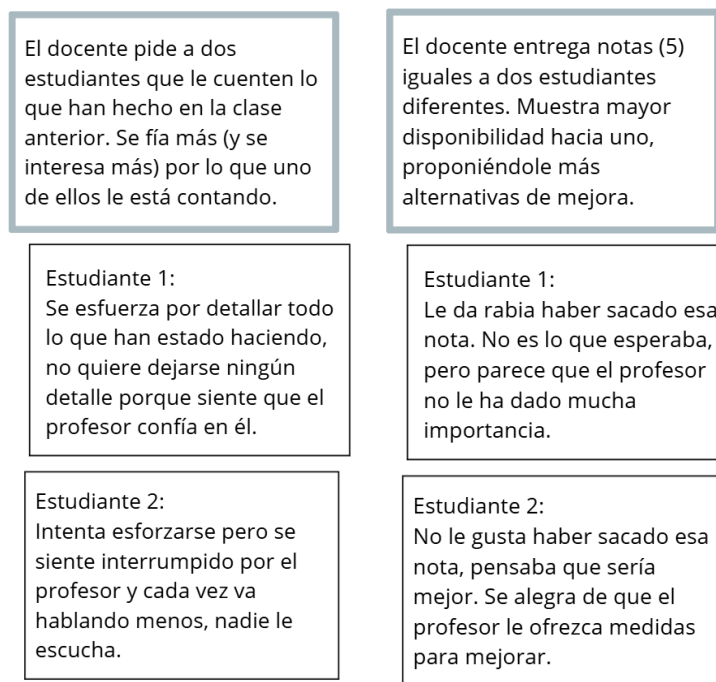 El docente pide a dos
estudiantes que le cuenten lo
que han hecho en la clase
anterior. Se fía más (y se
interesa más) por lo que uno
de ellos le está contando.
El docente entrega notas (5)
iguales a dos estudiantes
diferentes. Muestra mayor
disponibilidad hacia uno,
proponiéndole más
alternativas de mejora.
Estudiante 1:
Se esfuerza por detallar todo
lo que han estado haciendo,
no quiere dejarse ningún
detalle porque siente que el
profesor confía en él.
Estudiante 1:
Le da rabia haber sacado esa
nota. No es lo que esperaba,
pero parece que el profesor
no le ha dado mucha
importancia.
Estudiante 2:
Intenta esforzarse pero se
siente interrumpido por el
profesor y cada vez va
hablando menos, nadie le
escucha.
Estudiante 2:
No le gusta haber sacado esa
nota, pensaba que sería
mejor. Se alegra de que el
profesor le ofrezca medidas
para mejorar.